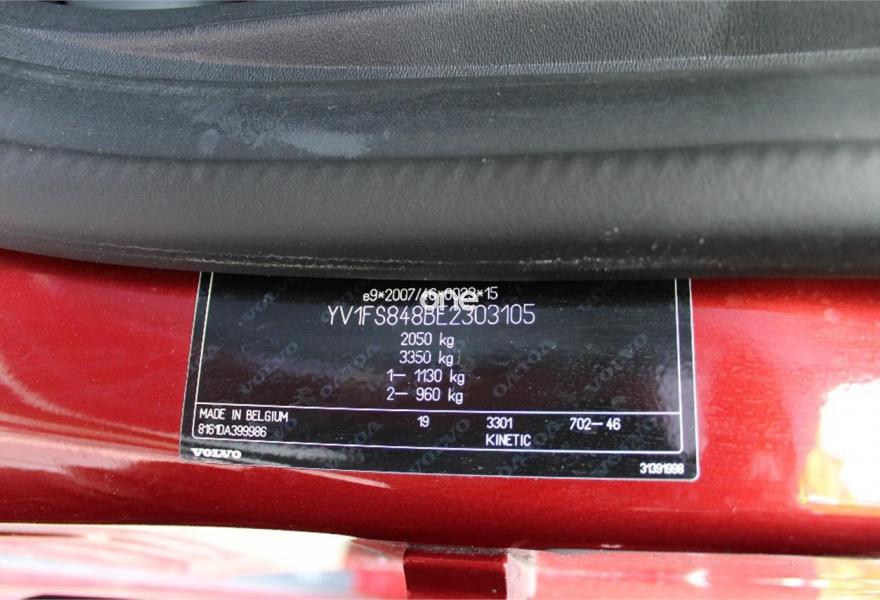 e9*2007/46*0023*15
one
YV1FS848BE2303105
2050 kg
3350 kg
1— 1130 kg
2— 960 kg
MADE IN BELGIUM 19 3301 702—46
8161DA399986 KINETIC
VOLVO 31391998